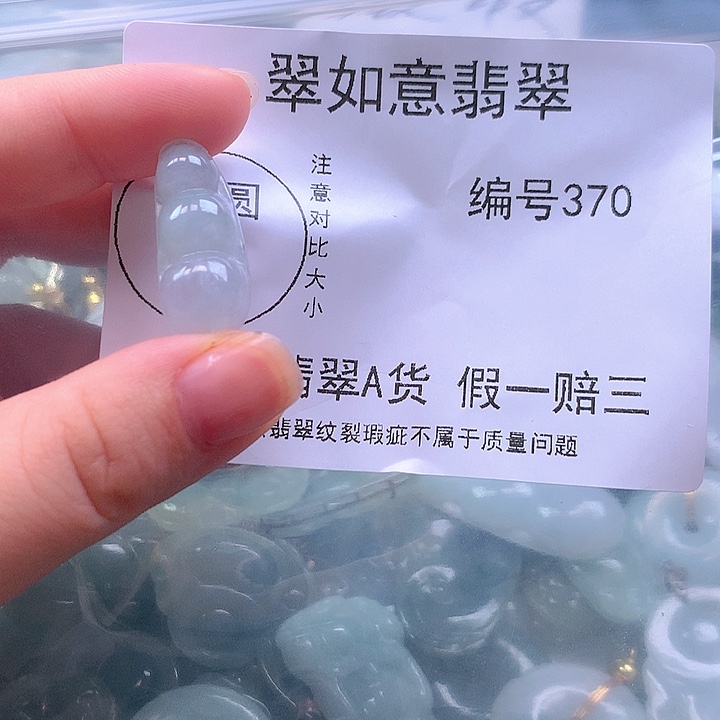 翠如意翡翠
圆
注意对比大小
编号370
翡翠A货 假一赔三
翡翠纹裂瑕疵不属于质量问题